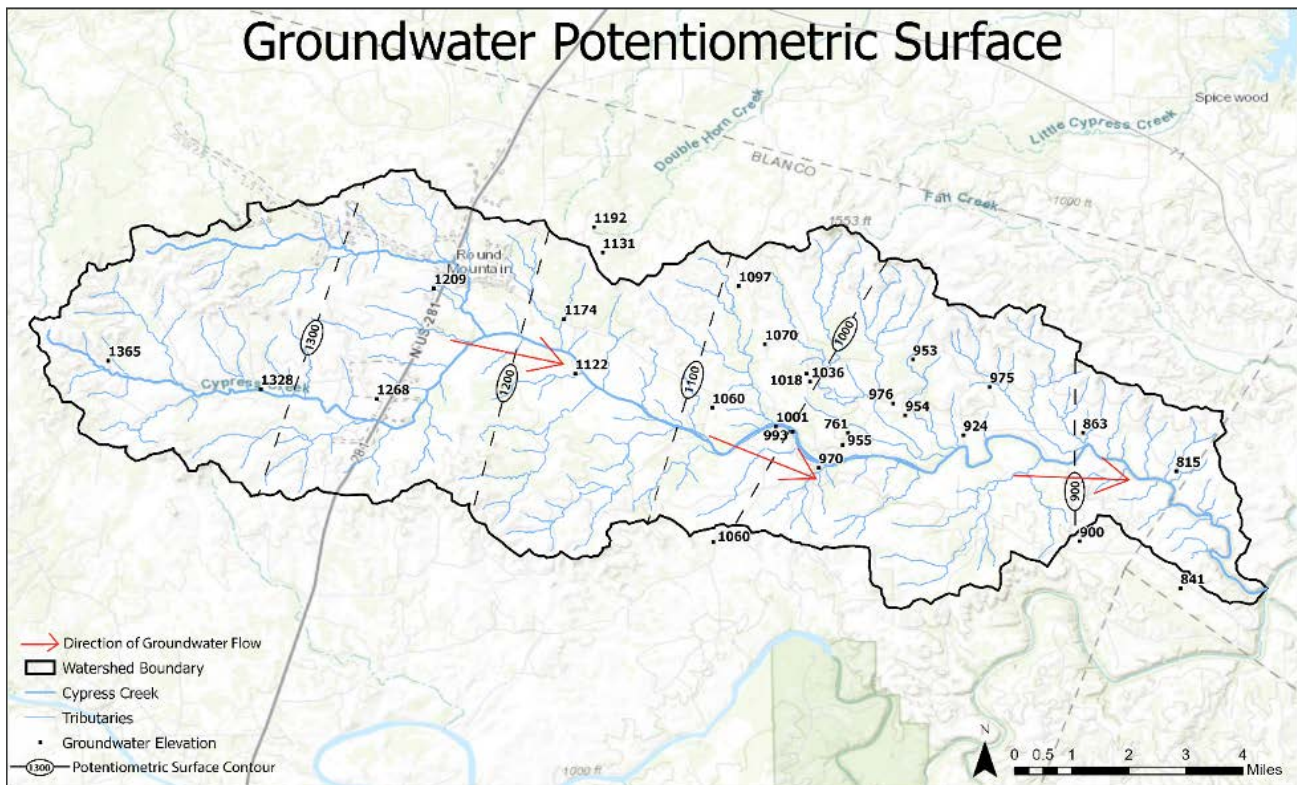 Groundwater Potentiometric Surface
Spicewood
Little Cypress Creek
Double Horn Creek
71
BLANCO
Fall Creek
1000 ft
1553 ft
1192
1131
Round
Mountain
1097
1209
1300
N US-281
1174
1000
1070
953
1365
1122
1200
1100
1018
1036
975
1328
Cypress Creek
1268
976
954
1060
1001
761
993
955
924
863
970
815
281
900
900
1060
841
Direction of Groundwater Flow
Watershed Boundary
Cypress Creek
Tributaries
Groundwater Elevation
1300
Potentiometric Surface Contour
1000 ft
N
0 0.5 1 2 3 4
Miles